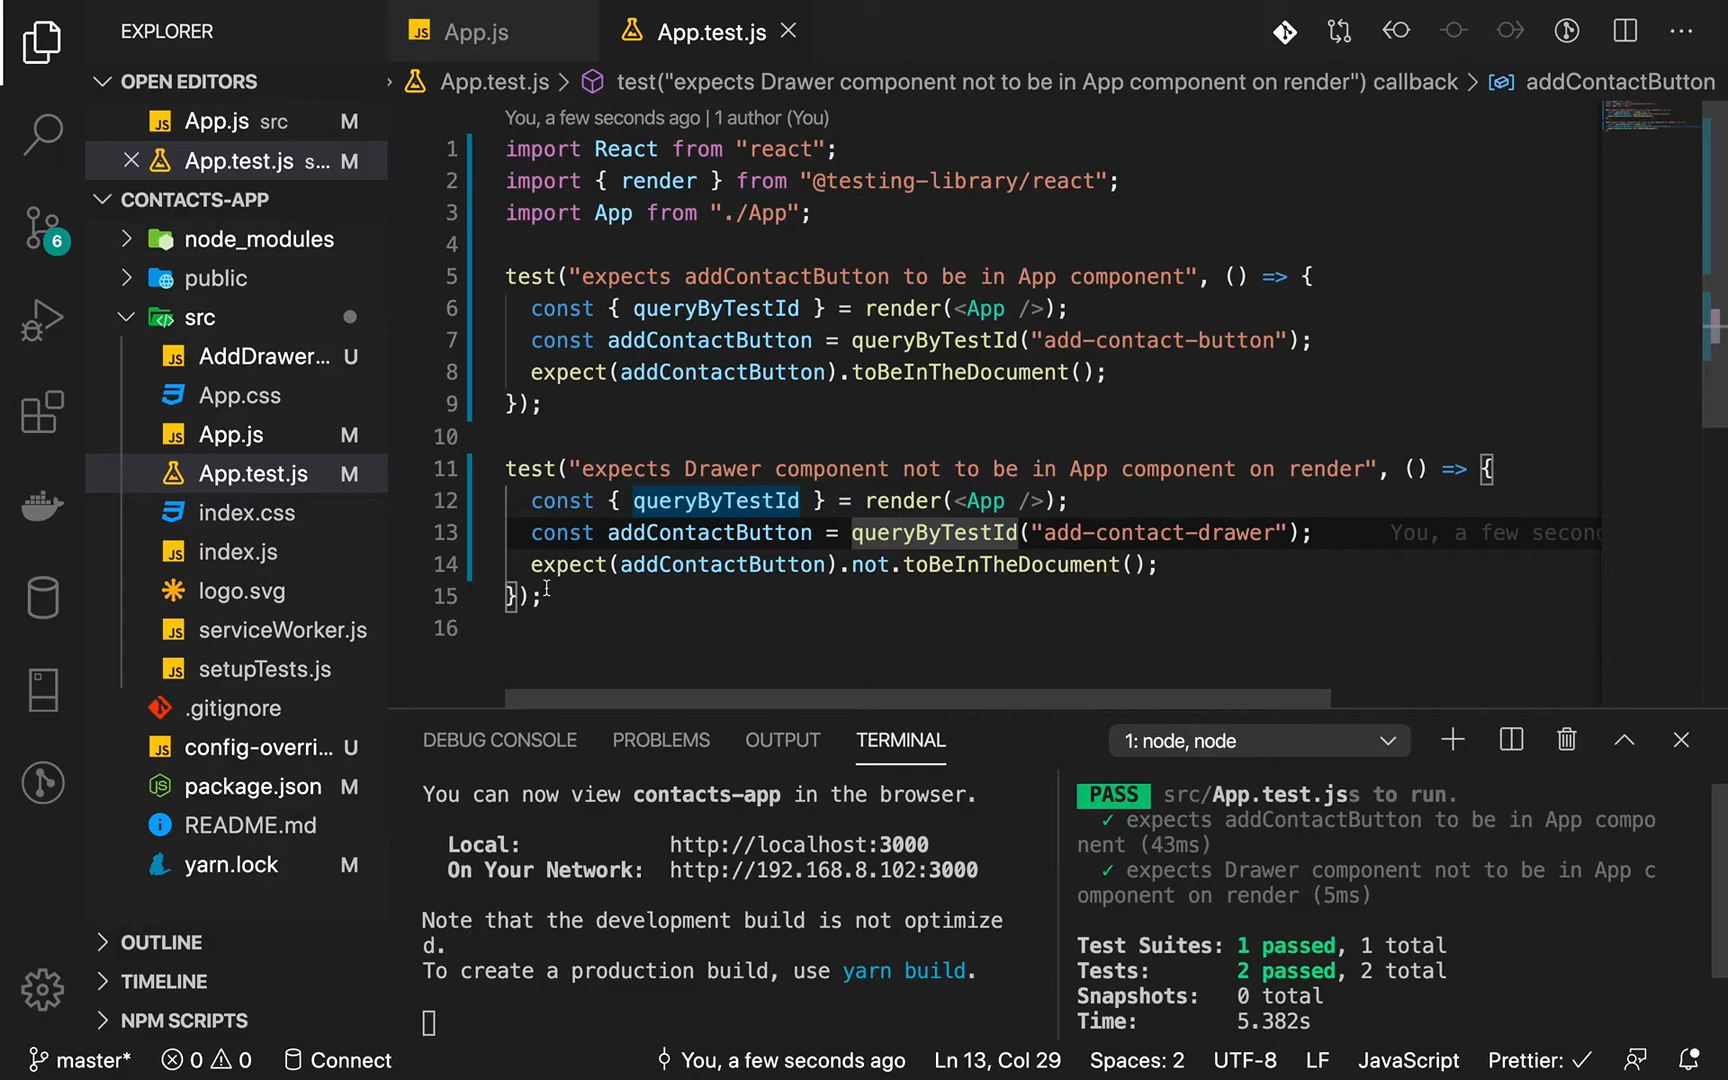 EXPLORER
OPEN EDITORS
App.js src M
App.test.js s... M
CONTACTS-APP
node_modules
public
src
AddDrawer... U
App.css
App.js M
App.test.js M
index.css
index.js
logo.svg
serviceWorker.js
setupTests.js
.gitignore
config-overri... U
package.json M
README.md
yarn.lock M
OUTLINE
TIMELINE
NPM SCRIPTS
6
App.js
App.test.js
App.test.js > test("expects Drawer component not to be in App component on render") callback > addContactButton
You, a few seconds ago | 1 author (You)
1 import React from "react";
2 import { render } from "@testing-library/react";
3 import App from "./App";
4
5 test("expects addContactButton to be in App component", () => {
6 const { queryByTestId } = render(<App />);
7 const addContactButton = queryByTestId("add-contact-button");
8 expect(addContactButton).toBeInTheDocument();
9 });
10
11 test("expects Drawer component not to be in App component on render", () => {
12 const { queryByTestId } = render(<App />);
13 const addContactButton = queryByTestId("add-contact-drawer"); You, a few secon
14 expect(addContactButton).not.toBeInTheDocument();
15 });
16
DEBUG CONSOLE PROBLEMS OUTPUT TERMINAL
1: node, node
You can now view contacts-app in the browser.
Local: http://localhost:3000
On Your Network: http://192.168.8.102:3000
Note that the development build is not optimize
d.
To create a production build, use yarn build.
PASS src/App.test.jss to run.
✓ expects addContactButton to be in App compo
nent (43ms)
✓ expects Drawer component not to be in App c
omponent on render (5ms)
Test Suites: 1 passed, 1 total
Tests: 2 passed, 2 total
Snapshots: 0 total
Time: 5.382s
master* 0 0 Connect You, a few seconds ago Ln 13, Col 29 Spaces: 2 UTF-8 LF JavaScript Prettier: ✓